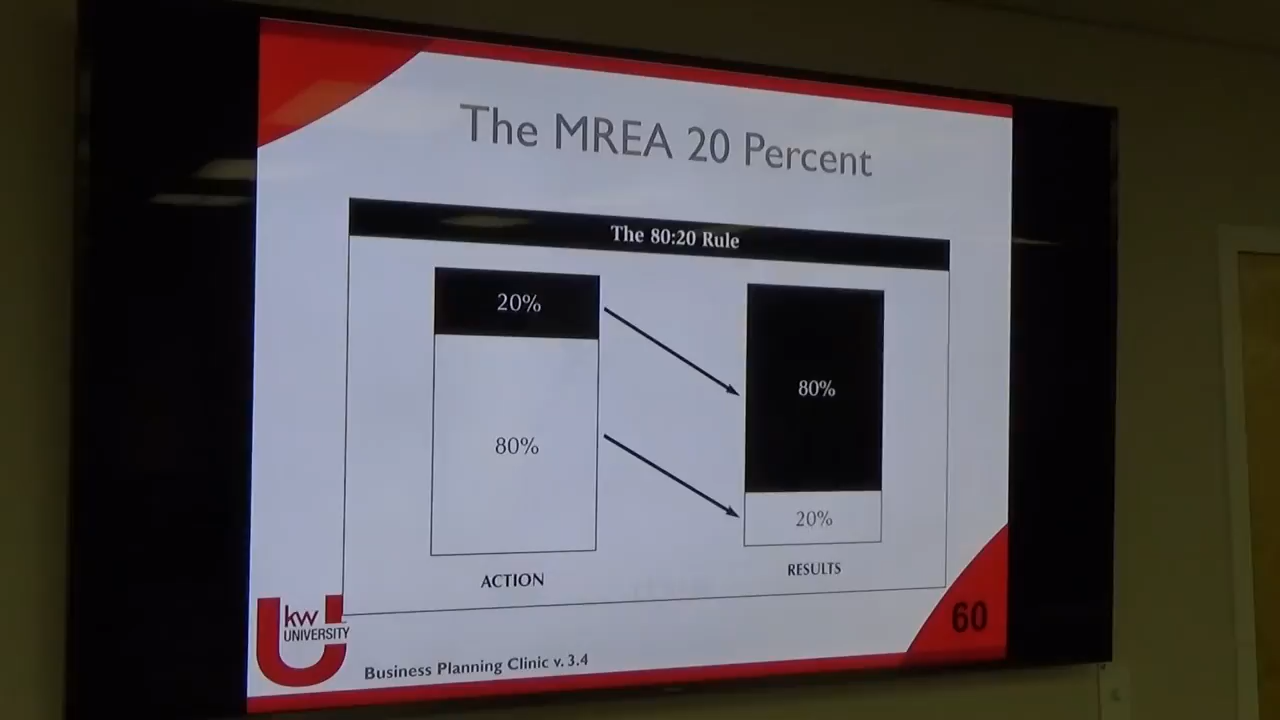 The MREA 20 Percent
The 80:20 Rule
20%
80%
80%
20%
ACTION
RESULTS
kw
UNIVERSITY
Business Planning Clinic v. 3.4
60